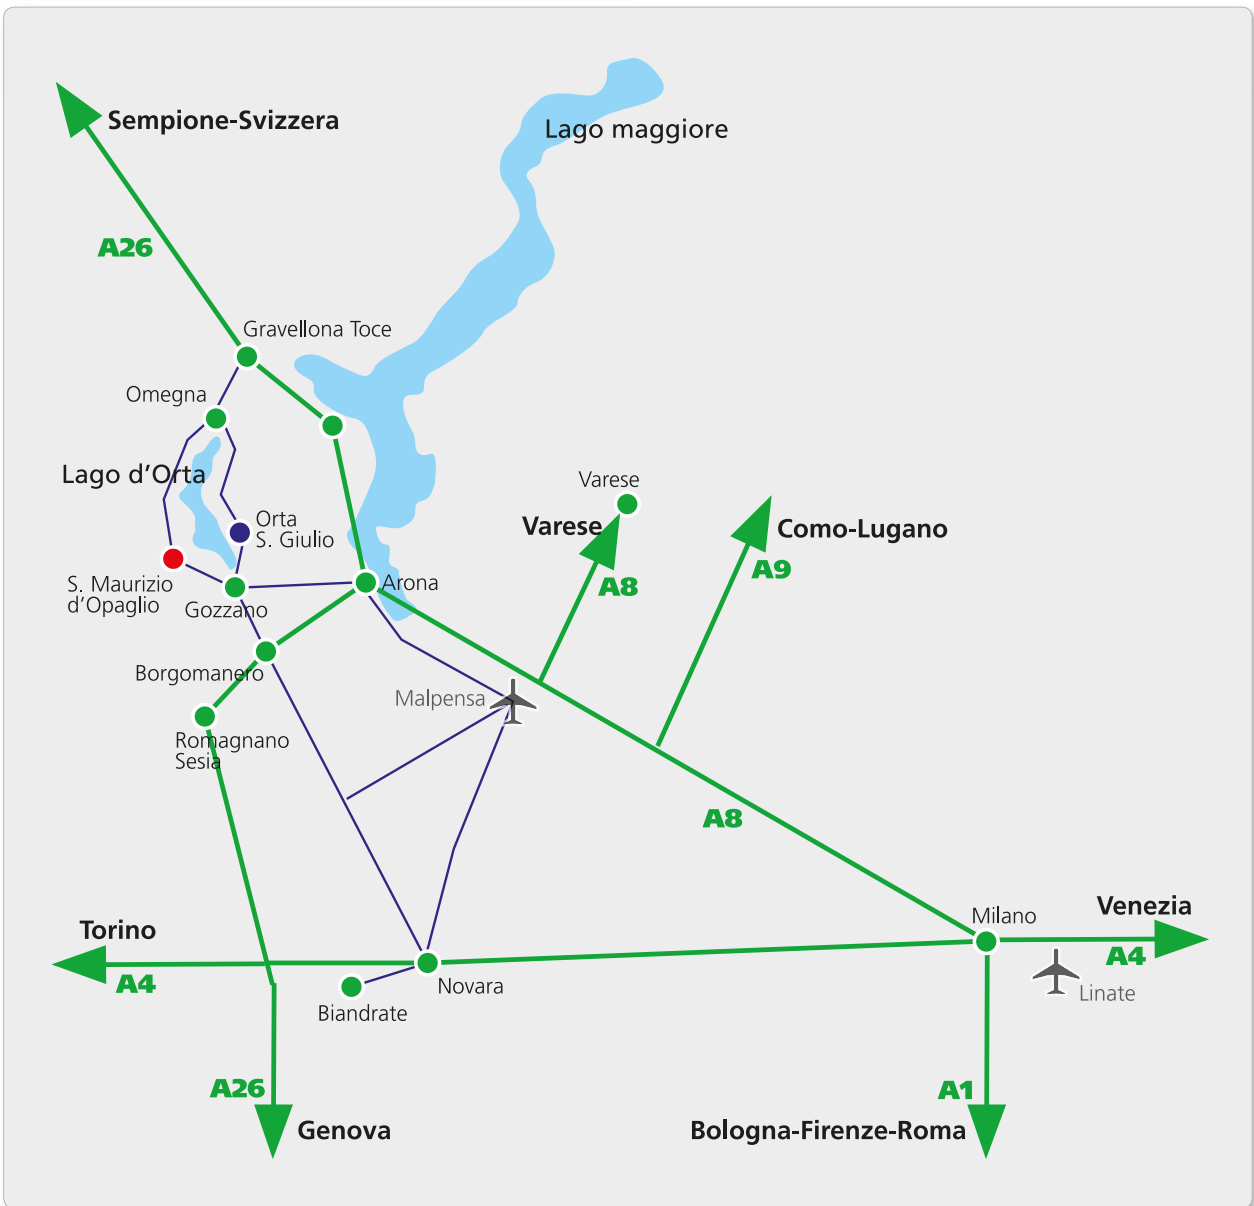 Sempione-Svizzera
Lago maggiore
A26
Gravellona Toce
Omegna
Lago d’Orta
Varese
Orta
S. Giulio
Varese
Como-Lugano
A9
A8
S. Maurizio
d’Opaglio
Gozzano
Arona
Borgomanero
Malpensa
Romagnano
Sesia
A8
Torino
A4
Milano
Venezia
A4
Linate
Novara
Biandrate
A26
Genova
A1
Bologna-Firenze-Roma